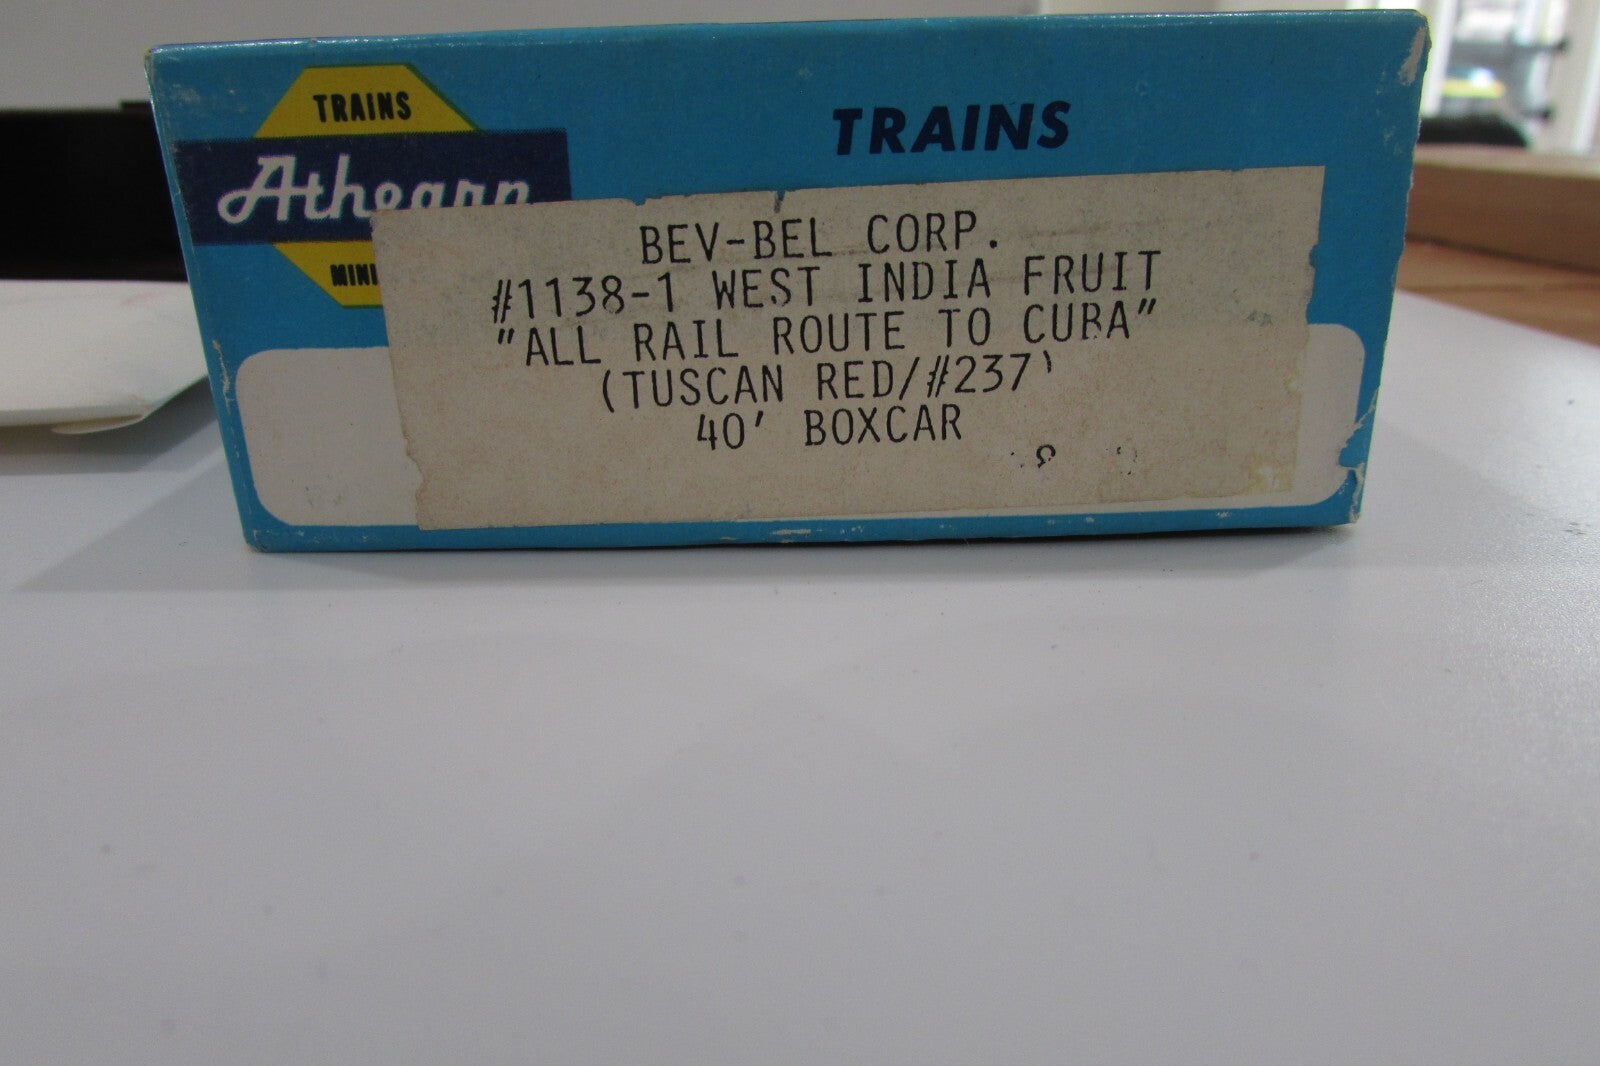 TRAINS
Athearn
MINI
TRAINS
BEV-BEL CORP.
#1138-1 WEST INDIA FRUIT
"ALL RAIL ROUTE TO CUBA"
(TUSCAN RED/#237)
40' BOXCAR